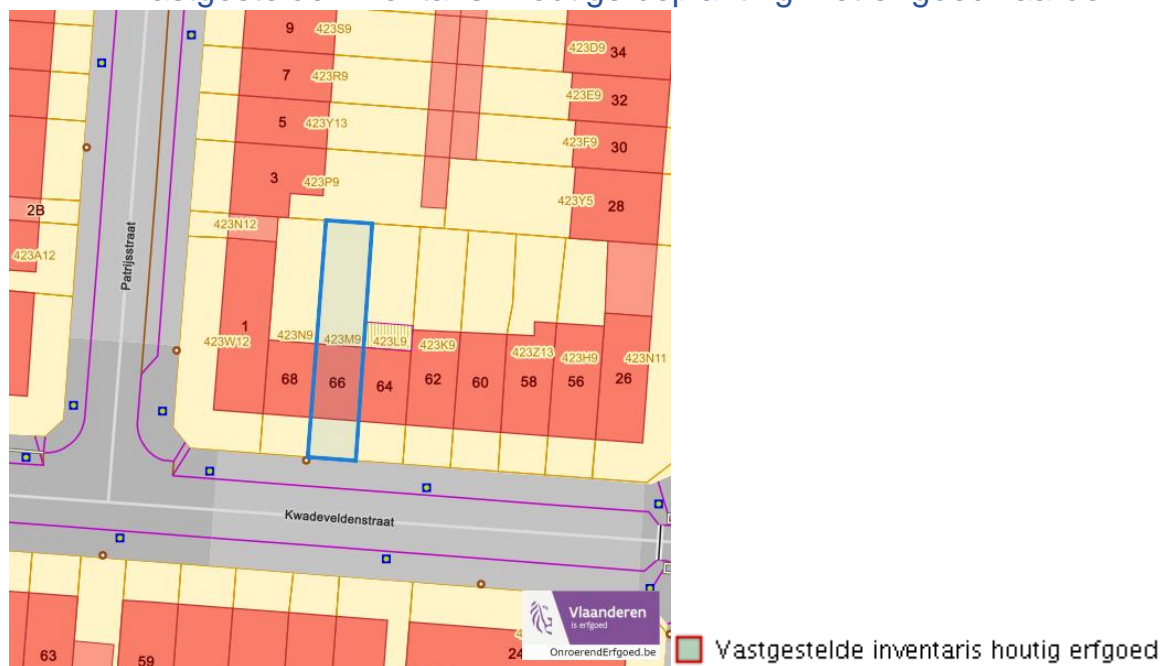 9 423S9
423D9 34
7 423R9
423E9 32
5 423Y13
423F9 30
3 423P9
423Y5 28
2B
423N12
423A12
Patrijsstraat
1
423W12
423N9 423M9 423L9 423K9
423Z13 423H9 423N11
68 66 64 62 60 58 56 26
Kwadeveldenstraat
63
59
24
Vlaanderen
is erfgoed
OnroerendErfgoed.be
Vastgestelde inventaris houtig erfgoed